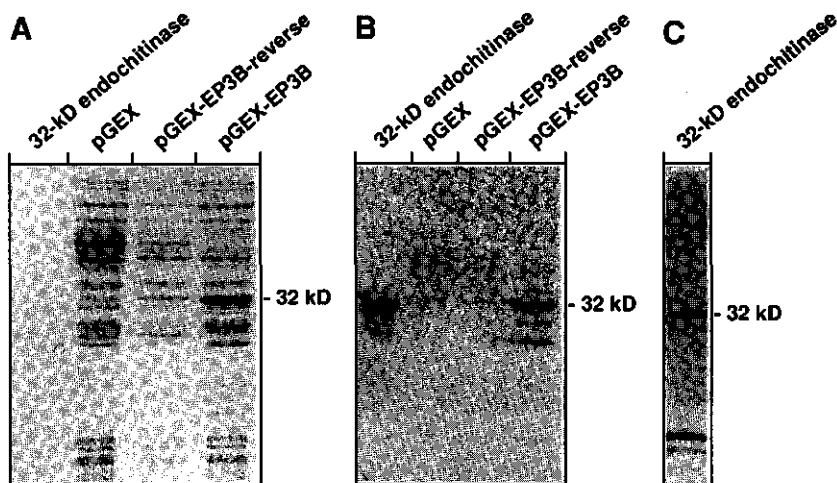 A
32-kD endochitinase
pGEX
pGEX-EP3B-reverse
pGEX-EP3B
- 32 kD
B
32-kD endochitinase
pGEX
pGEX-EP3B-reverse
pGEX-EP3B
- 32 kD
C
32-kD endochitinase
- 32 kD